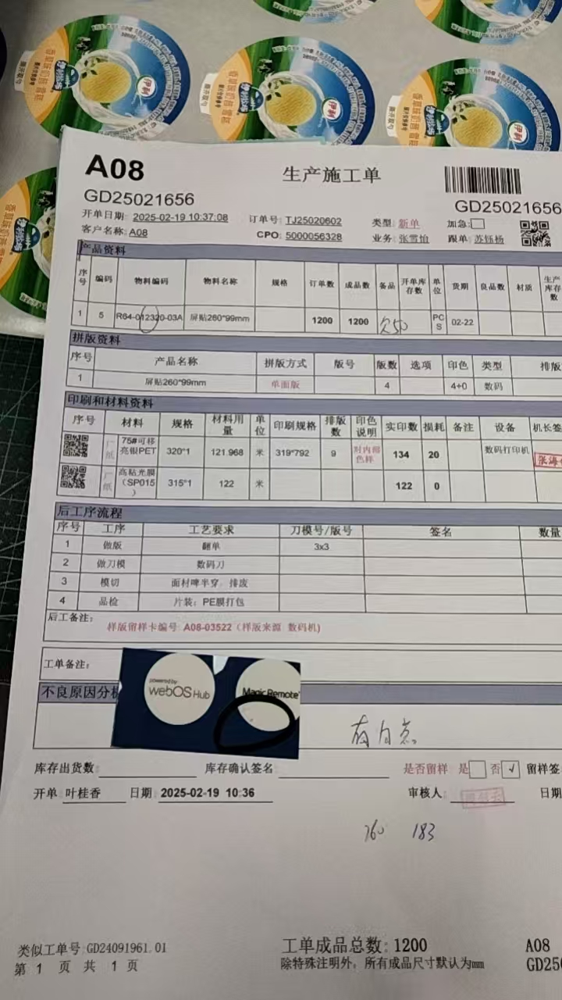 伊利
伊利
伊利
A08
生产施工单
GD25021656
GD25021656
开单日期: 2025-02-19 10:37:08 订单号: TJ25020602 类型: 新单 加急:
客户名称: A08 CPO: 5000056328 业务: 张雪怡 跟单: 苏钰杨
产品资料
序号 编码 物料编码 物料名称 规格 订单数 成品数 备品 开单库存数 单位 货期 良品数 材质 生产库存数
1 5 R64-012320-03A 屏贴260*99mm 1200 1200 欠50 PCS 02-22
拼版资料
序号 产品名称 拼版方式 版号 版数 选项 印色 类型 排版
1 屏贴260*99mm 单面版 4 4+0 数码
印刷和材料资料
序号 材料 规格 材料用量 单位 印刷规格 排版数 印色说明 实印数 损耗 备注 设备 机长签
厂纸 75#可移亮银PET 320*1 121.968 米 319*792 9 对内部色样 134 20 数码打印机
厂纸 高粘光膜(SP015) 315*1 122 米 122 0
后工序流程
序号 工序 工艺要求 刀模号/版号 签名 数量
1 做版 翻单 3x3
2 做刀模 数码刀
3 模切 面材啤半穿，排废
4 品检 片装；PE膜打包
后工备注:
样版留样卡编号 A08-03522（样版来源 数码机）
工单备注:
powered by
webOS Hub
Magic Remote
不良原因分析
有白点
库存出货数 库存确认签名 是否留样: 是 否 √ 留样签
开单 叶桂香 日期: 2025-02-19 10:36 审核人: 日期
760 183
类似工单号:GD24091961.01
工单成品总数: 1200
A08
第 1 页 共 1 页
除特殊注明外，所有成品尺寸默认为mm
GD250